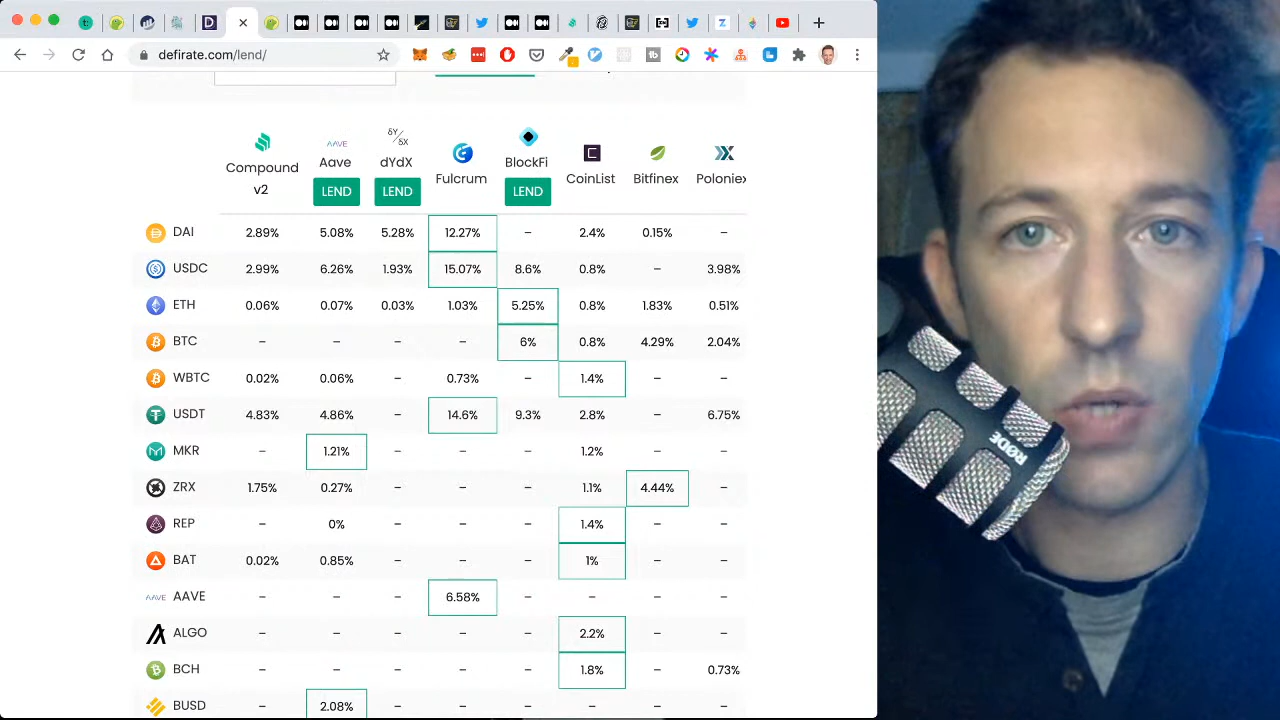 defirate.com/lend/
Compound v2 Aave dYdX Fulcrum BlockFi CoinList Bitfinex Poloniex
LEND LEND LEND
DAI 2.89% 5.08% 5.28% 12.27% – 2.4% 0.15% –
USDC 2.99% 6.26% 1.93% 15.07% 8.6% 0.8% – 3.98%
ETH 0.06% 0.07% 0.03% 1.03% 5.25% 0.8% 1.83% 0.51%
BTC – – – – 6% 0.8% 4.29% 2.04%
WBTC 0.02% 0.06% – 0.73% – 1.4% – –
USDT 4.83% 4.86% – 14.6% 9.3% 2.8% – 6.75%
MKR – 1.21% – – – 1.2% – –
ZRX 1.75% 0.27% – – – 1.1% 4.44% –
REP – 0% – – – 1.4% – –
BAT 0.02% 0.85% – – – 1% – –
AAVE – – – 6.58% – – – –
ALGO – – – – – 2.2% – –
BCH – – – – – 1.8% – 0.73%
BUSD – 2.08% – – – – – –
RØDE